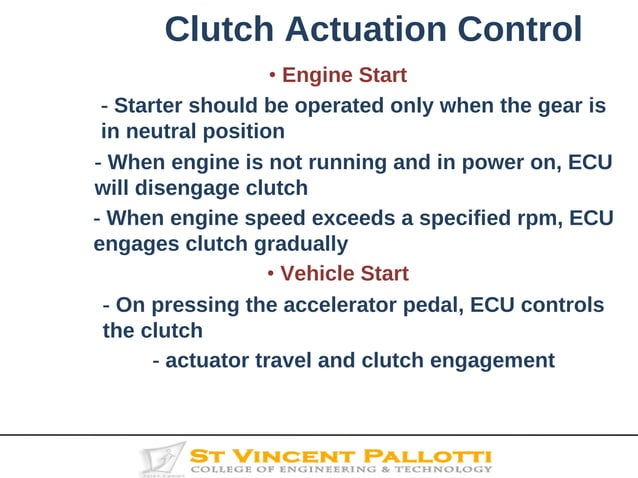 Clutch Actuation Control
• Engine Start
- Starter should be operated only when the gear is
in neutral position
- When engine is not running and in power on, ECU
will disengage clutch
- When engine speed exceeds a specified rpm, ECU
engages clutch gradually
• Vehicle Start
- On pressing the accelerator pedal, ECU controls
the clutch
- actuator travel and clutch engagement
ST VINCENT PALLOTTI
COLLEGE OF ENGINEERING & TECHNOLOGY